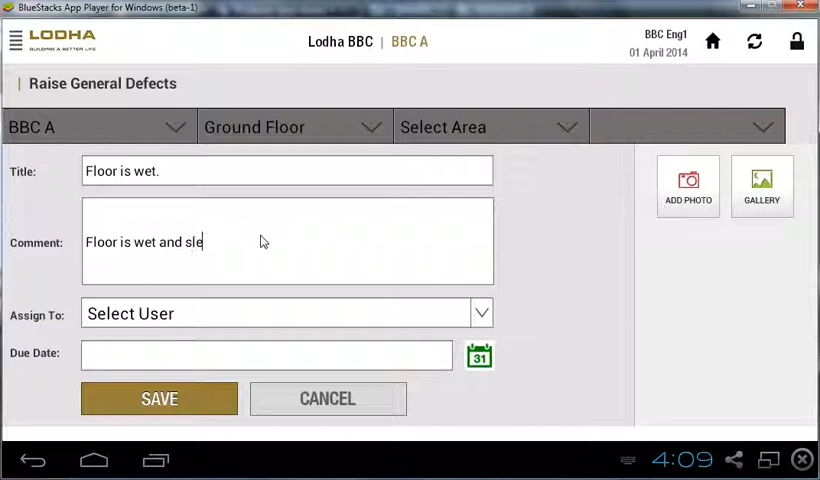 BlueStacks App Player for Windows (beta-1)
LODHA
BUILDING A BETTER LIFE
Lodha BBC | BBC A
BBC Eng1
01 April 2014
Raise General Defects
BBC A
Ground Floor
Select Area
Title:
Floor is wet.
Comment:
Floor is wet and sle
Assign To:
Select User
Due Date:
31
SAVE
CANCEL
ADD PHOTO
GALLERY
4:09